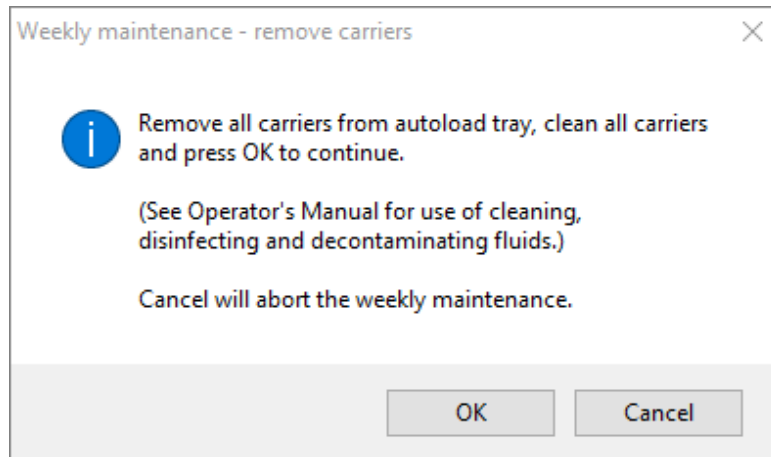 Weekly maintenance - remove carriers
Remove all carriers from autoload tray, clean all carriers
and press OK to continue.
(See Operator's Manual for use of cleaning,
disinfecting and decontaminating fluids.)
Cancel will abort the weekly maintenance.
OK
Cancel